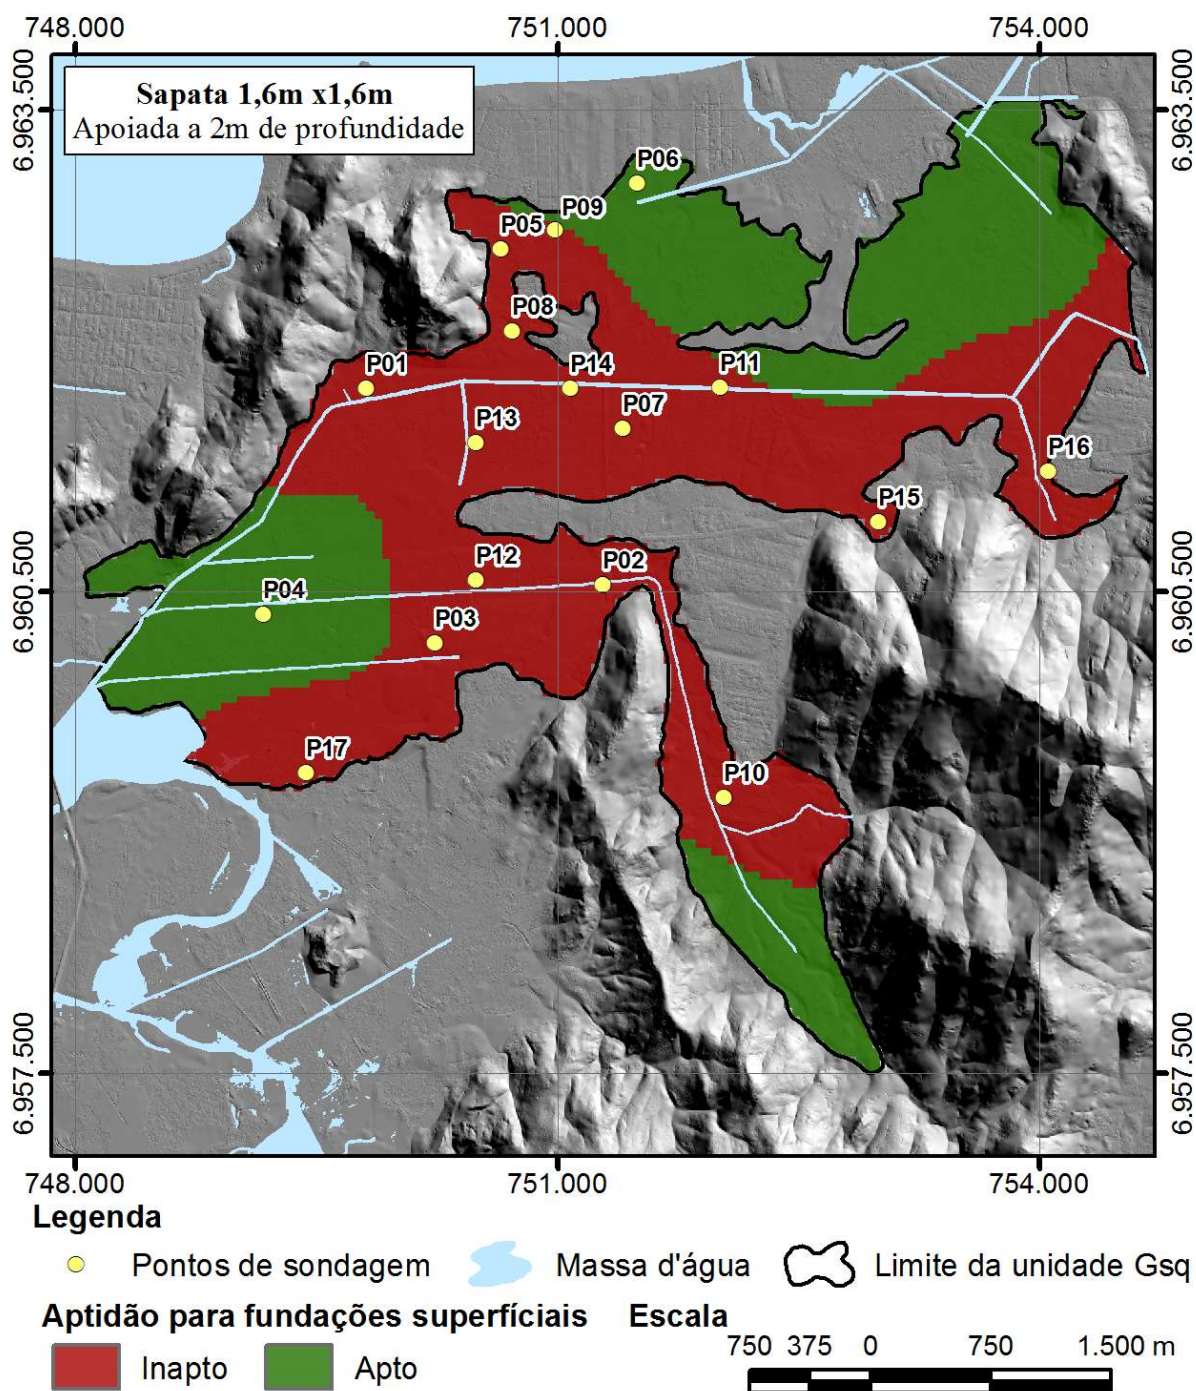 748.000 751.000 754.000
6.963.500 6.963.500
Sapata 1,6m x1,6m
Apoiada a 2m de profundidade
P06
P09
P05
P08
P01 P14 P11
P07
P13
P16
P15
6.960.500 6.960.500
P12 P02
P04
P03
P17
P10
6.957.500 6.957.500
748.000 751.000 754.000
Legenda
Pontos de sondagem Massa d'água Limite da unidade Gsq
Aptidão para fundações superfíciais Escala
750 375 0 750 1.500 m
Inapto Apto